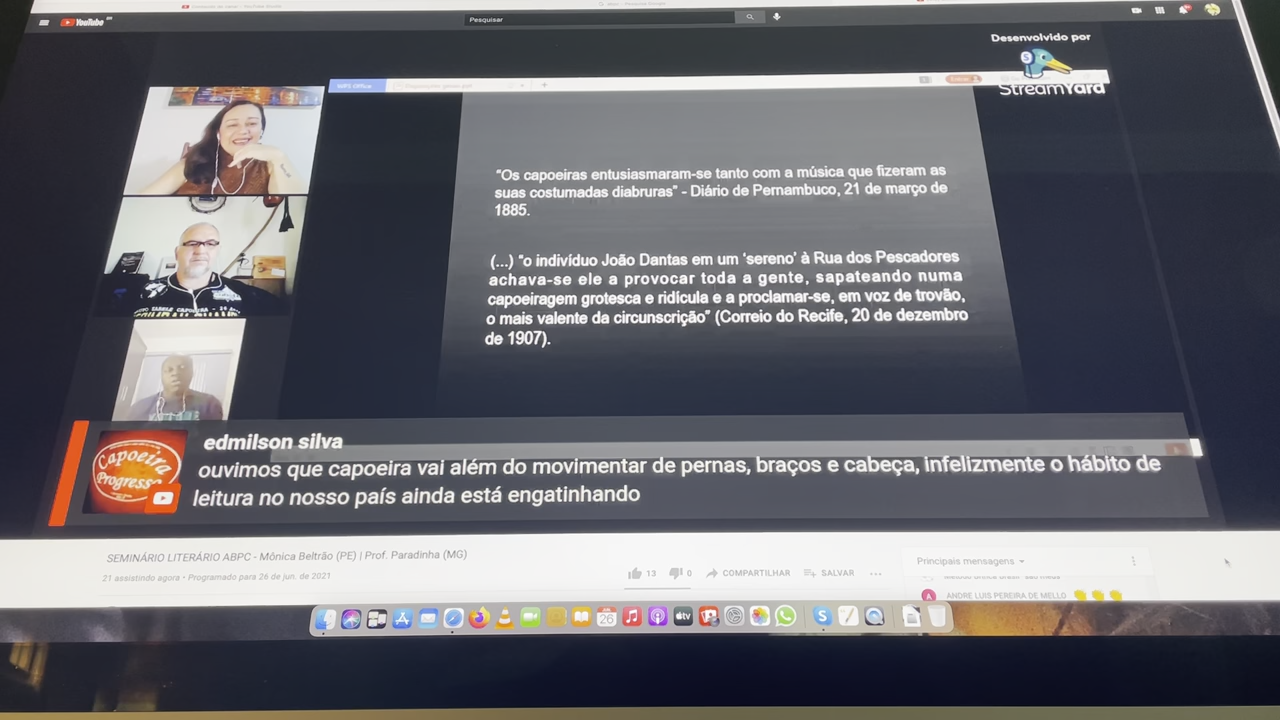 YouTube
Pesquisar
Desenvolvido por
StreamYard
WPS Office
"Os capoeiras entusiasmaram-se tanto com a música que fizeram as
suas costumadas diabruras" - Diário de Pernambuco, 21 de março de
1885.
(...) "o indivíduo João Dantas em um 'sereno' à Rua dos Pescadores
achava-se ele a provocar toda a gente, sapateando numa
capoeiragem grotesca e ridícula e a proclamar-se, em voz de trovão,
o mais valente da circunscrição" (Correio do Recife, 20 de dezembro
de 1907).
edmilson silva
Capoeira
Progresso
ouvimos que capoeira vai além do movimentar de pernas, braços e cabeça, infelizmente o hábito de
leitura no nosso país ainda está engatinhando
SEMINÁRIO LITERÁRIO ABPC - Mônica Beltrão (PE) | Prof. Paradinha (MG)
21 assistindo agora • Programado para 26 de jun. de 2021
13
0
COMPARTILHAR
SALVAR
Principais mensagens
A
ANDRE LUIS PEREIRA DE MELLO
26
tv